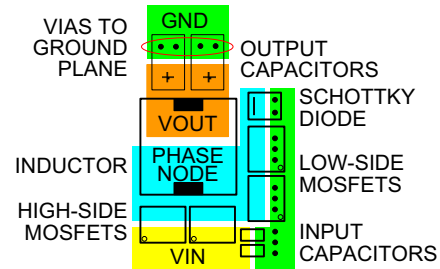 VIAS TO
GROUND
PLANE
GND
OUTPUT
CAPACITORS
+ +
VOUT
SCHOTTKY
DIODE
INDUCTOR
PHASE
NODE
LOW-SIDE
MOSFETS
HIGH-SIDE
MOSFETS
VIN
INPUT
CAPACITORS